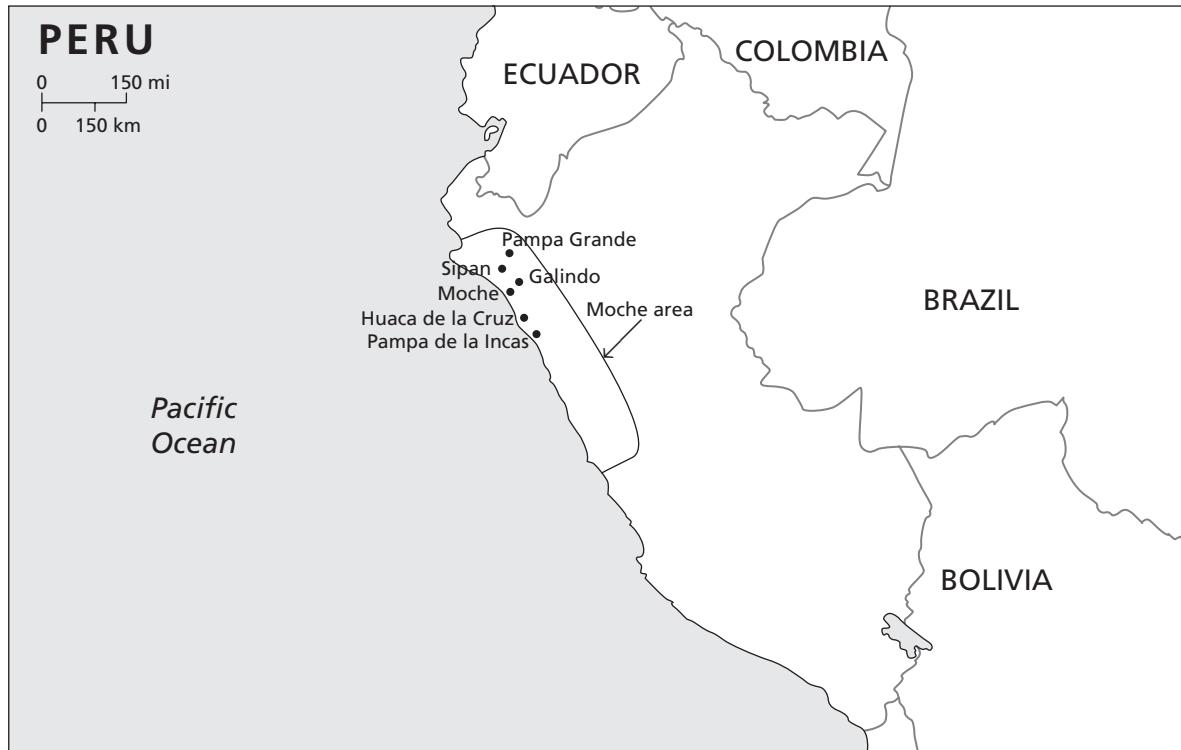 PERU
0 150 mi
0 150 km
ECUADOR
COLOMBIA
Pampa Grande
Sipan
Galindo
Moche
Huaca de la Cruz
Pampa de la Incas
Moche area
BRAZIL
Pacific
Ocean
BOLIVIA